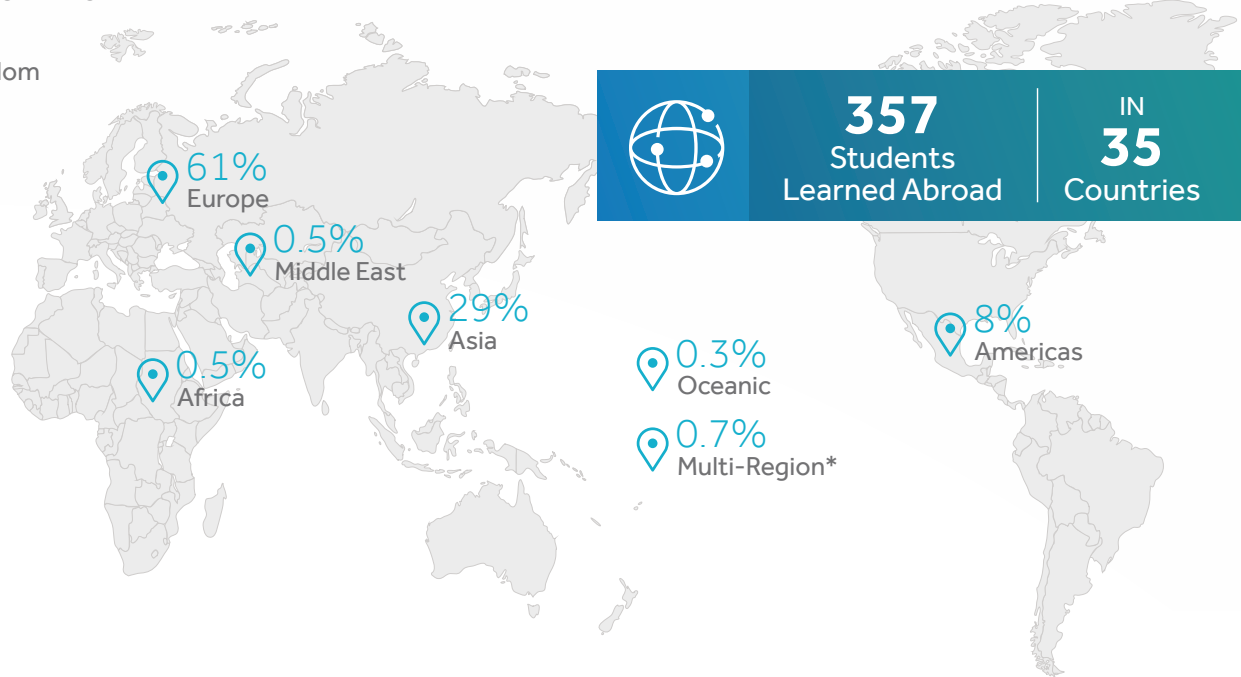 357
Students
Learned Abroad
IN
35
Countries
61%
Europe
0.5%
Middle East
29%
Asia
0.5%
Africa
8%
Americas
0.3%
Oceanic
0.7%
Multi-Region*